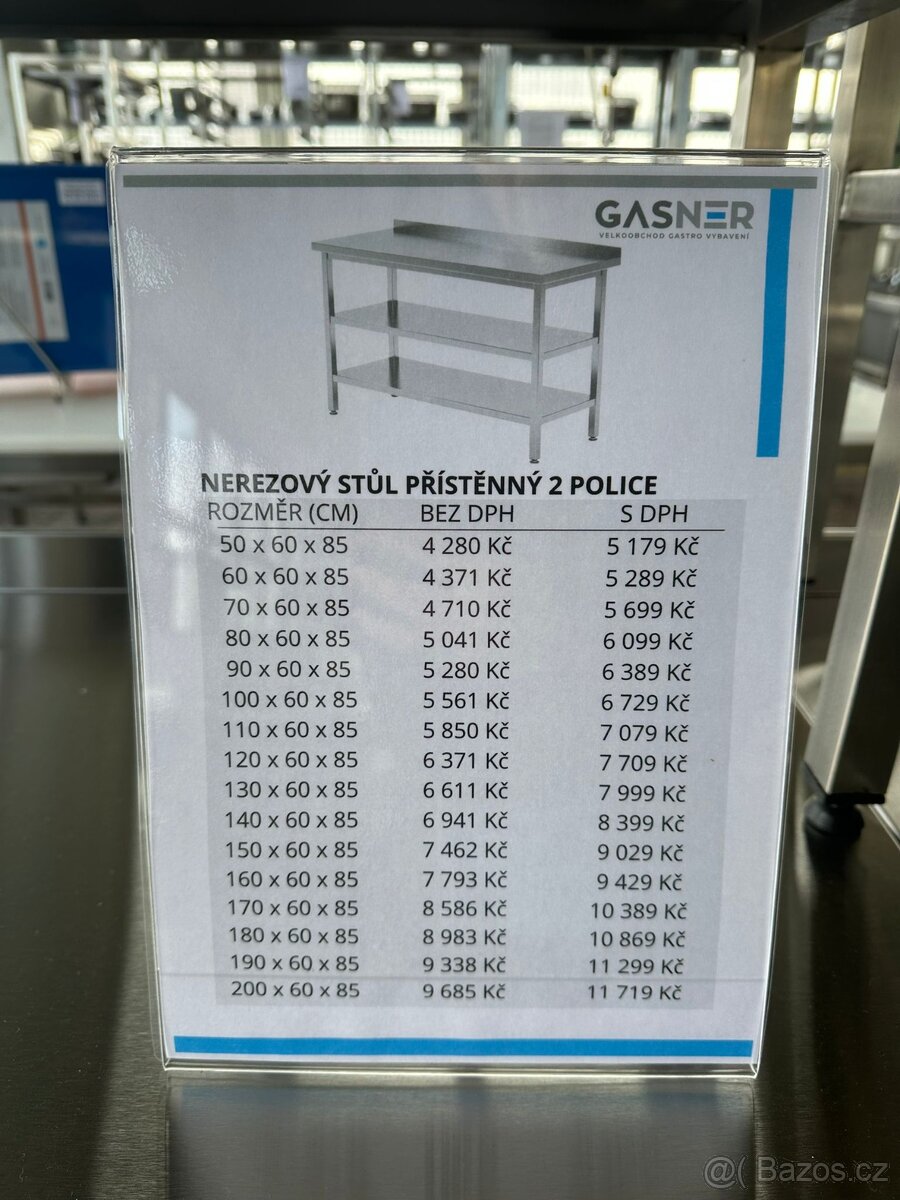 GASNER
VELKOOBCHOD GASTRO VYBAVENÍ
NEREZOVÝ STŮL PŘÍSTĚNNÝ 2 POLICE
ROZMĚR (CM) BEZ DPH S DPH
50 x 60 x 85 4 280 Kč 5 179 Kč
60 x 60 x 85 4 371 Kč 5 289 Kč
70 x 60 x 85 4 710 Kč 5 699 Kč
80 x 60 x 85 5 041 Kč 6 099 Kč
90 x 60 x 85 5 280 Kč 6 389 Kč
100 x 60 x 85 5 561 Kč 6 729 Kč
110 x 60 x 85 5 850 Kč 7 079 Kč
120 x 60 x 85 6 371 Kč 7 709 Kč
130 x 60 x 85 6 611 Kč 7 999 Kč
140 x 60 x 85 6 941 Kč 8 399 Kč
150 x 60 x 85 7 462 Kč 9 029 Kč
160 x 60 x 85 7 793 Kč 9 429 Kč
170 x 60 x 85 8 586 Kč 10 389 Kč
180 x 60 x 85 8 983 Kč 10 869 Kč
190 x 60 x 85 9 338 Kč 11 299 Kč
200 x 60 x 85 9 685 Kč 11 719 Kč
@( Bazos.cz